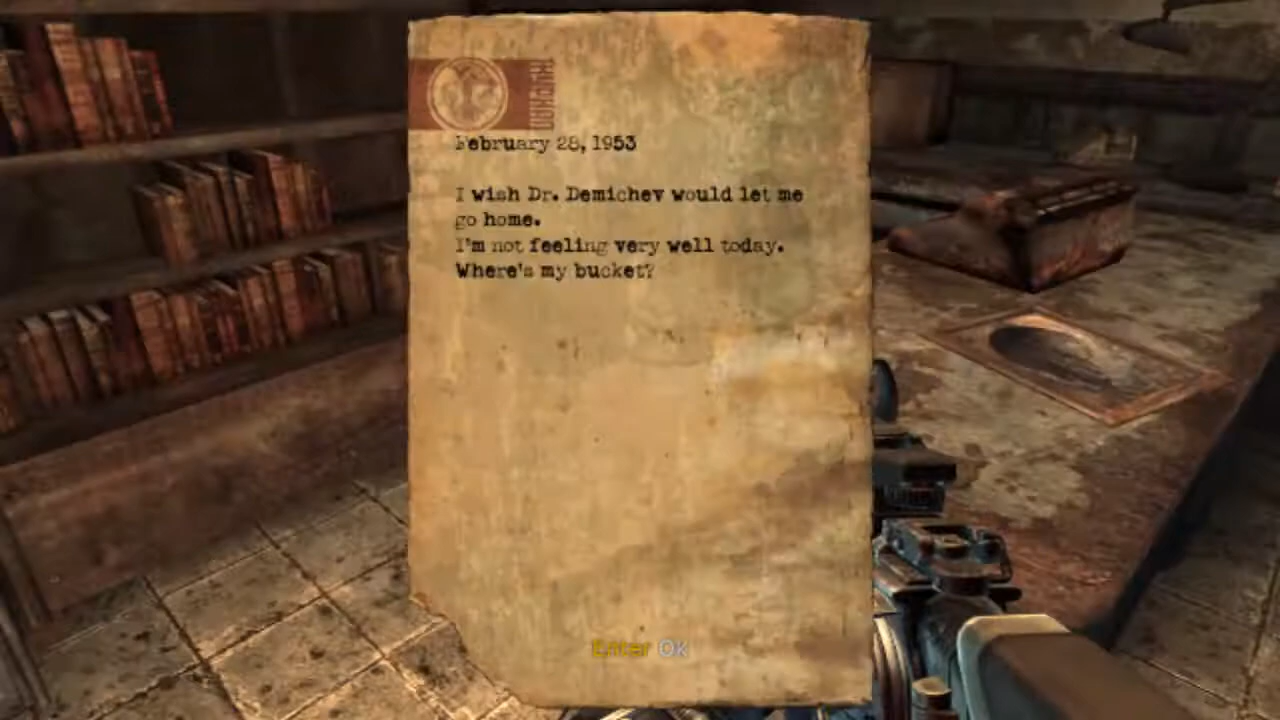 February 28, 1953
I wish Dr. Demichev would let me
go home.
I'm not feeling very well today.
Where's my bucket?
Enter Ok